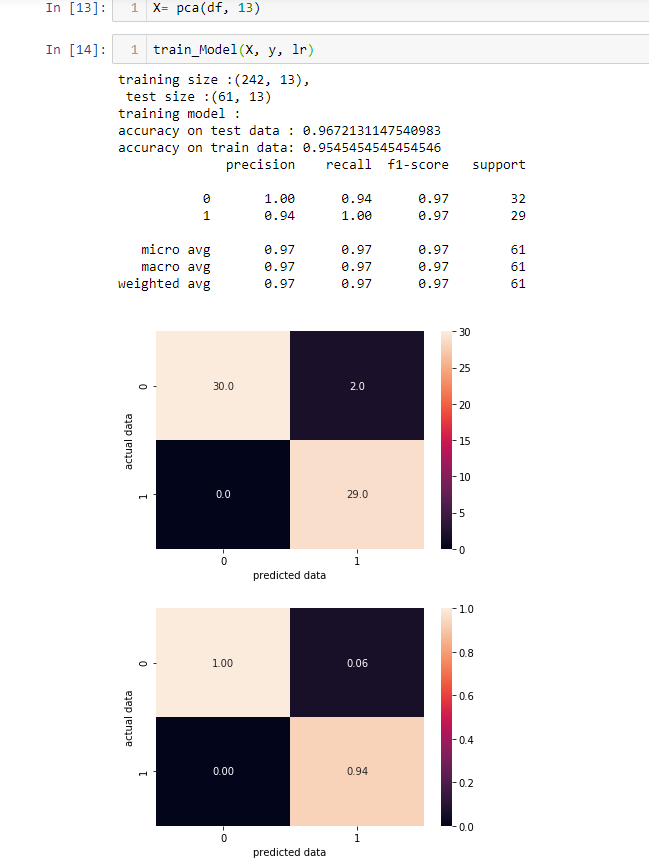 In [13]: 1 X= pca(df, 13)
In [14]: 1 train_Model(X, y, lr)
training size :(242, 13),
 test size :(61, 13)
training model :
accuracy on test data : 0.9672131147540983
accuracy on train data: 0.9545454545454546
precision recall f1-score support
0 1.00 0.94 0.97 32
1 0.94 1.00 0.97 29
micro avg 0.97 0.97 0.97 61
macro avg 0.97 0.97 0.97 61
weighted avg 0.97 0.97 0.97 61
30
25
20
15
10
5
0
actual data
0
1
30.0 2.0
0.0 29.0
0 1
predicted data
1.0
0.8
0.6
0.4
0.2
0.0
actual data
0
1
1.00 0.06
0.00 0.94
0 1
predicted data